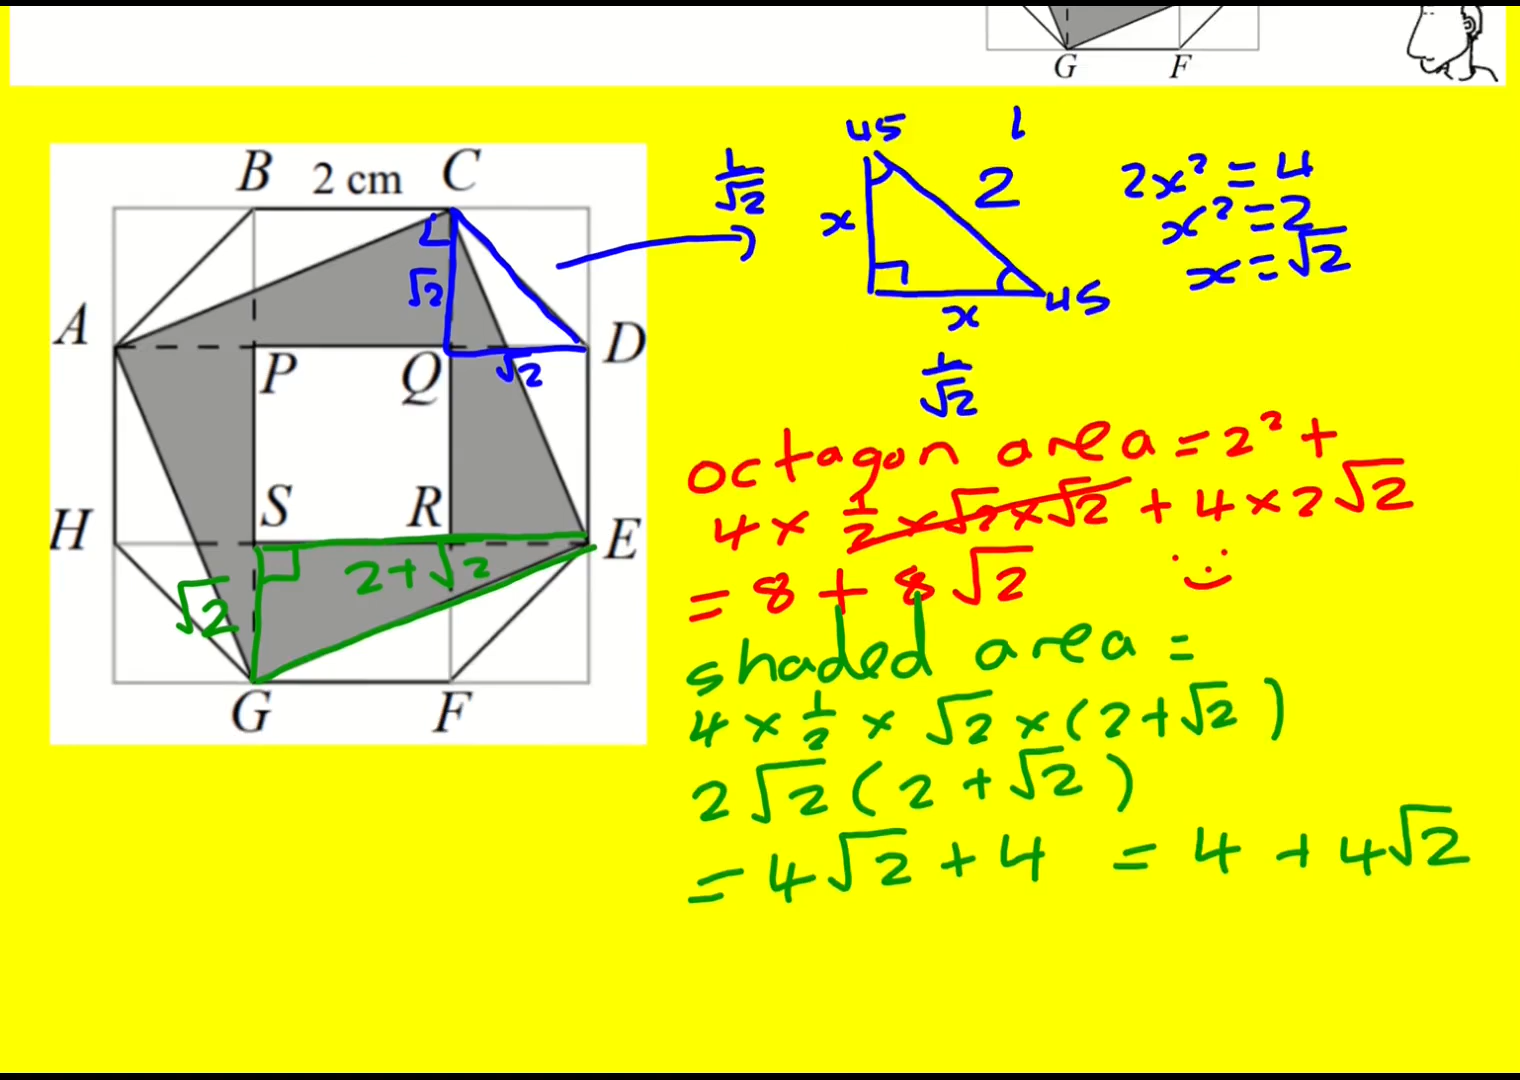 G F
B 2 cm C
A
P Q
D
H
S R
E
G F
√2
√2
2+√2
√2
1/√2
45
1
2
x
x
45
1/√2
2x² = 4
x² = 2
x = √2
octagon area = 2² +
4 × 1/2 × √2 × √2 + 4 × 2√2
= 8 + 8√2
shaded area =
4 × 1/2 × √2 × (2+√2)
2√2(2+√2)
= 4√2 + 4 = 4 + 4√2